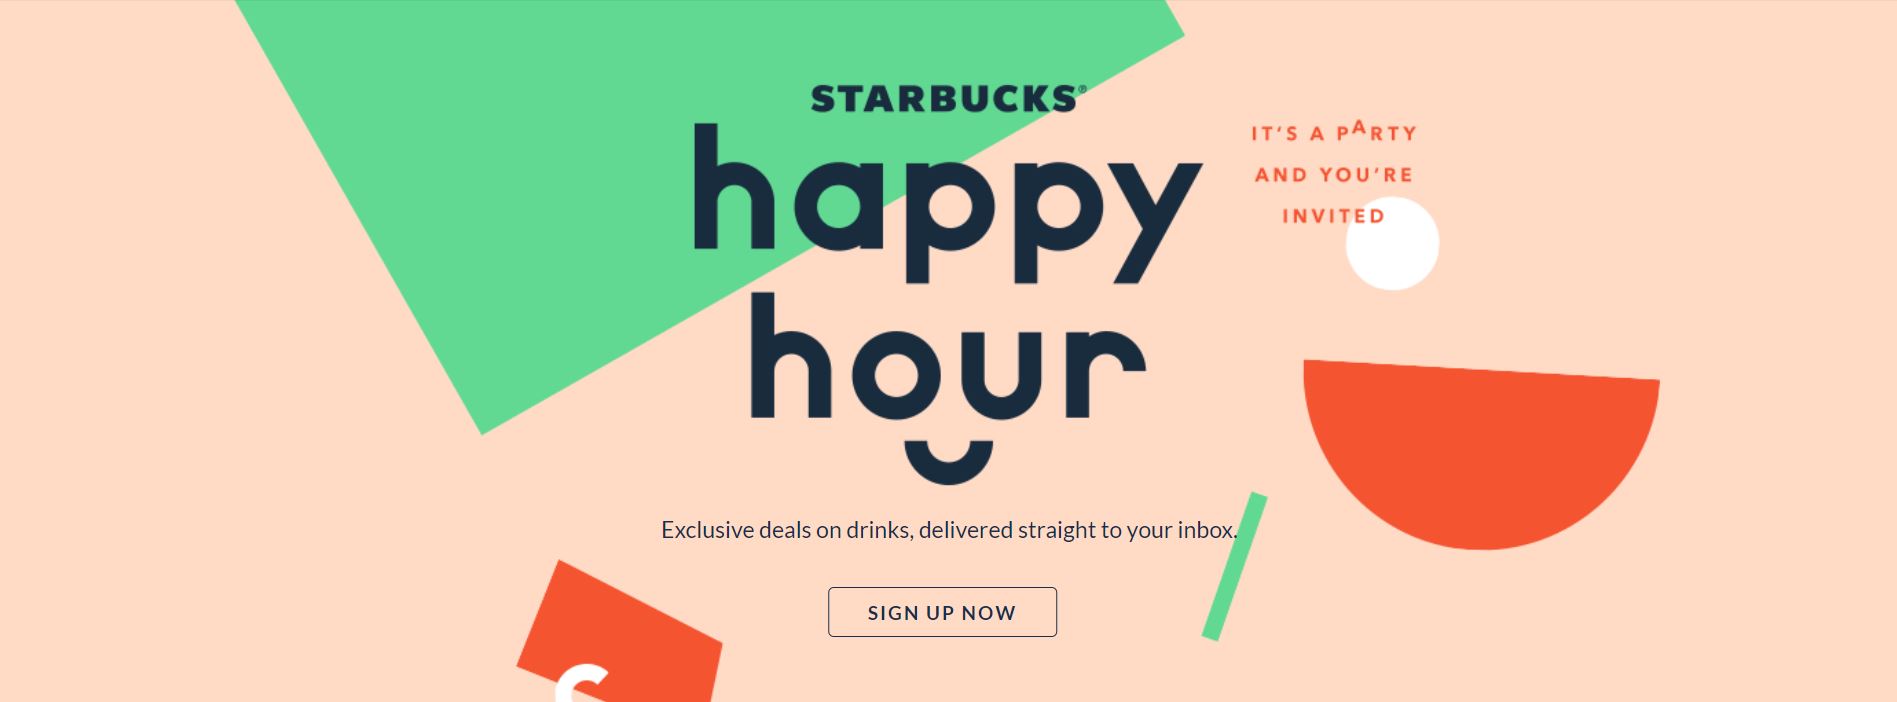 STARBUCKS®
happy
hour
IT'S A PARTY
AND YOU'RE
INVITED
Exclusive deals on drinks, delivered straight to your inbox.
SIGN UP NOW